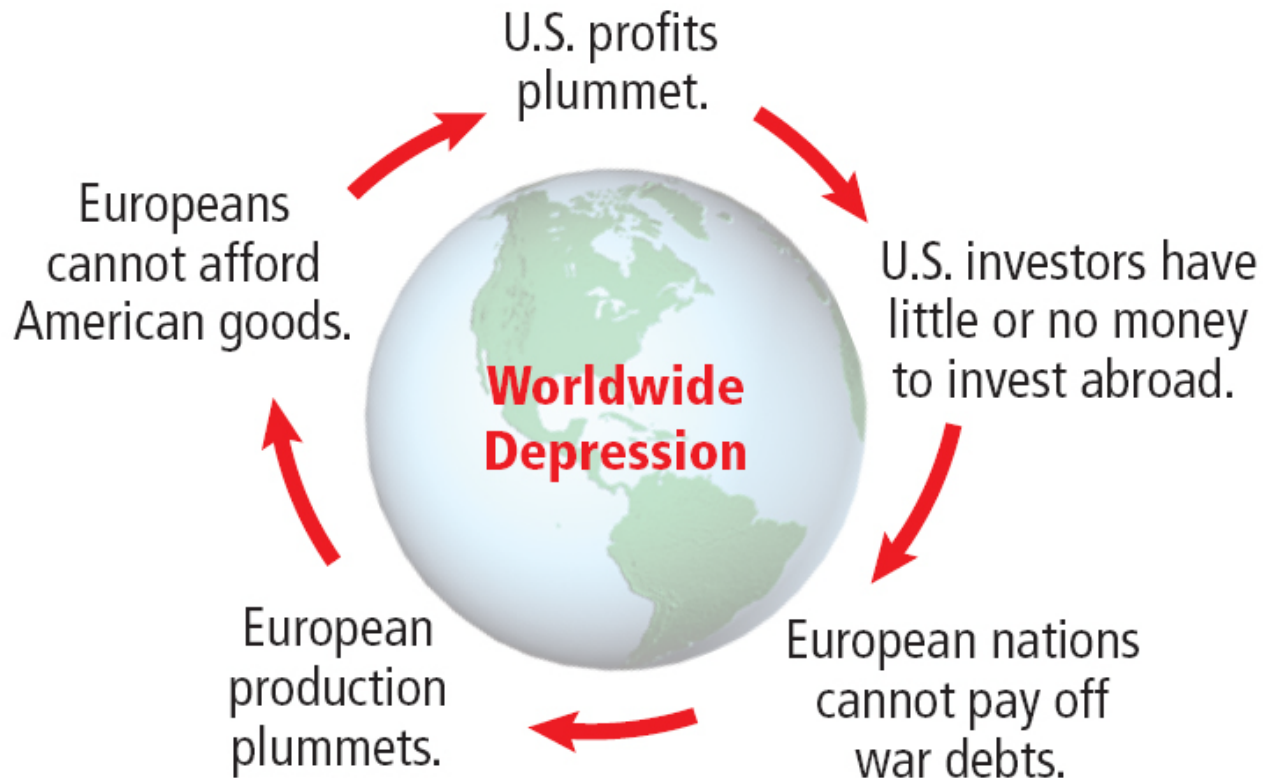 U.S. profits
plummet.
U.S. investors have
little or no money
to invest abroad.
European nations
cannot pay off
war debts.
European
production
plummets.
Europeans
cannot afford
American goods.
Worldwide
Depression